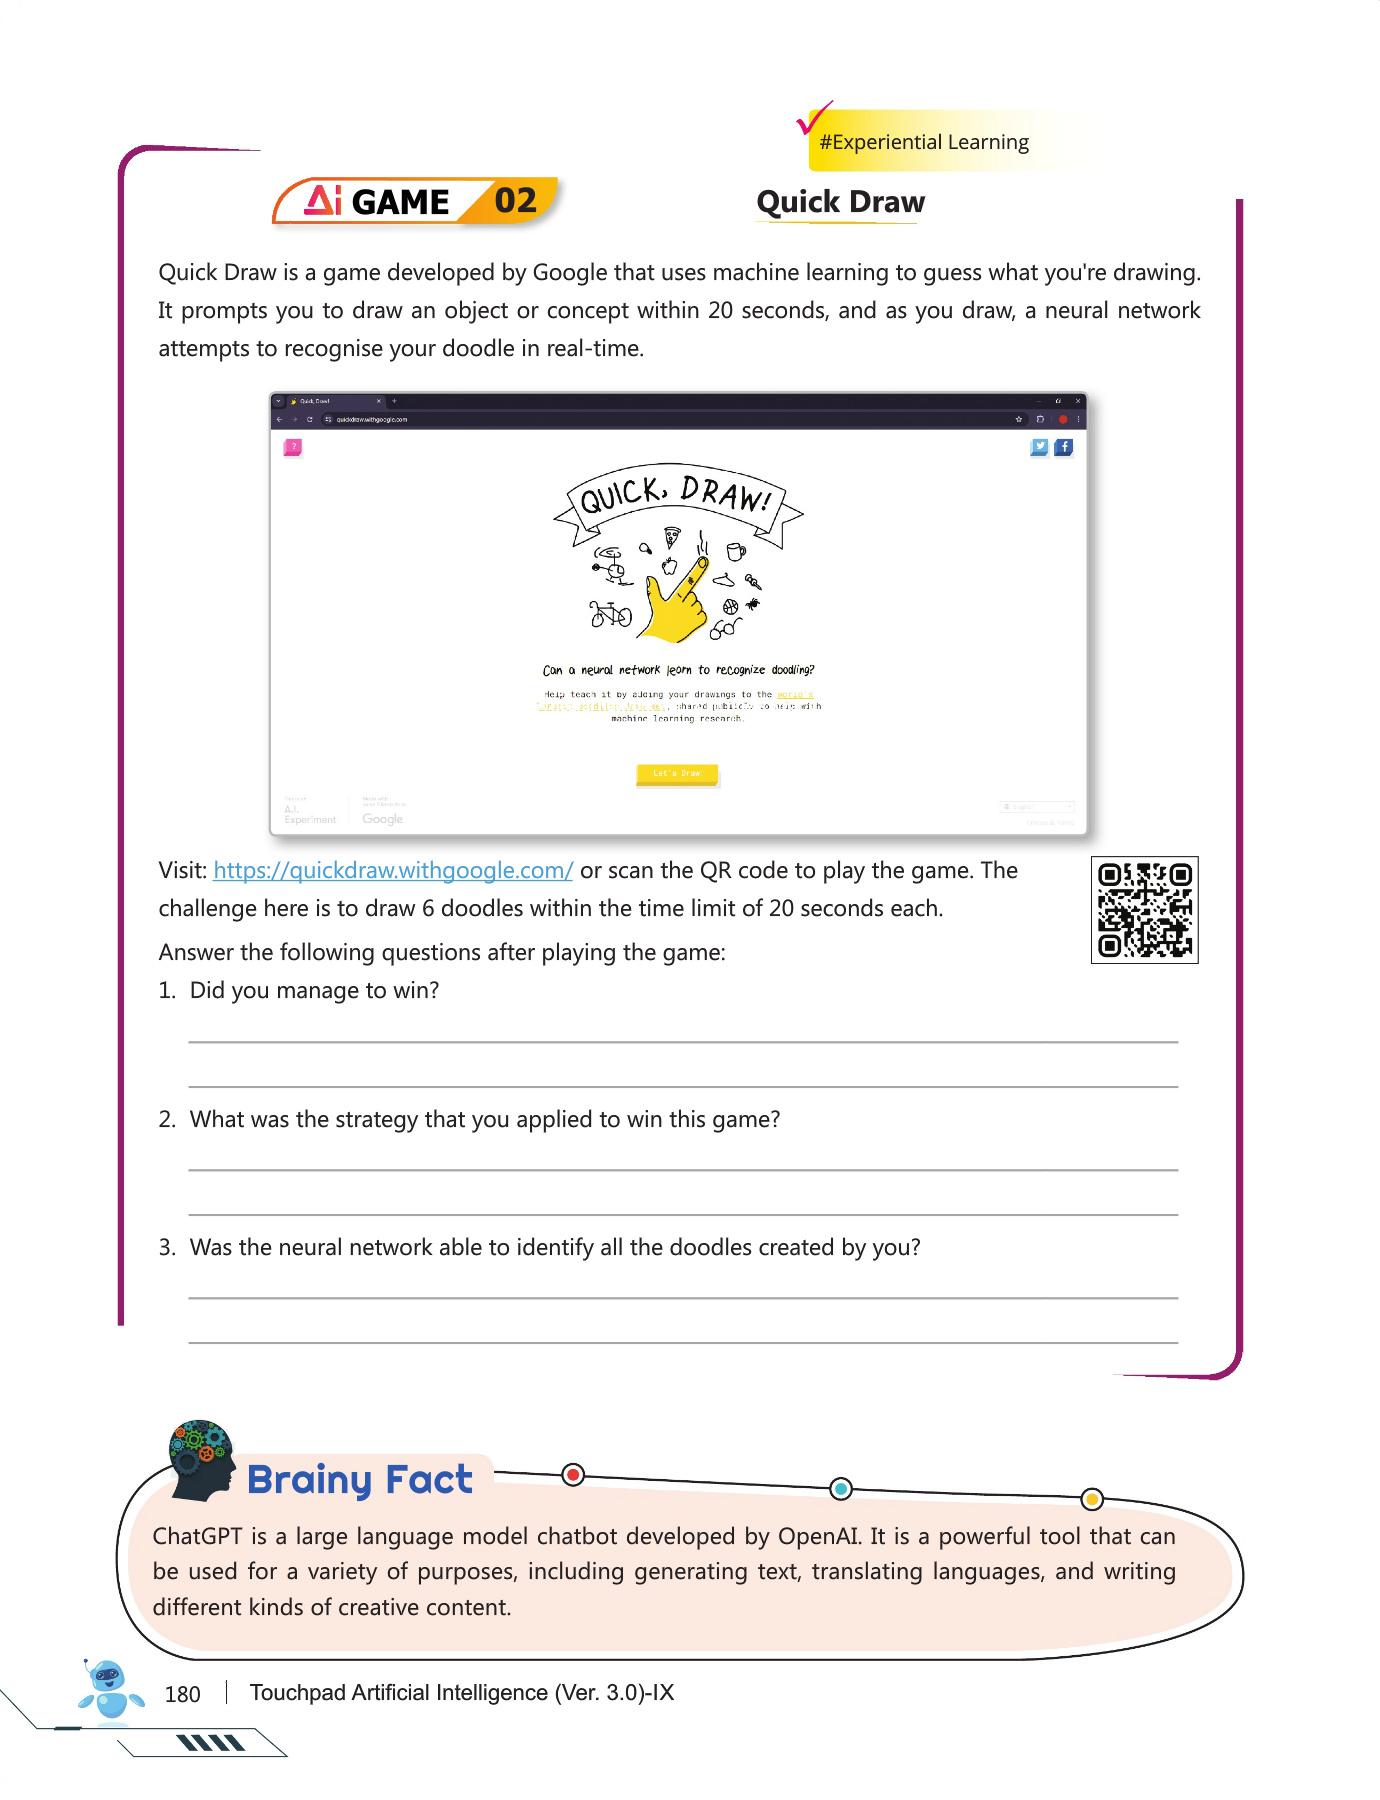 #Experiential Learning
Ai GAME 02
Quick Draw
Quick Draw is a game developed by Google that uses machine learning to guess what you're drawing.
It prompts you to draw an object or concept within 20 seconds, and as you draw, a neural network
attempts to recognise your doodle in real-time.
Quick, Draw!
quickdraw.withgoogle.com
?
QUICK, DRAW!
Can a neural network learn to recognize doodling?
Help teach it by adding your drawings to the world's
, shared publicly to help with
machine learning research.
Let's Draw
A.I.
Experiment
Google
English
Visit: https://quickdraw.withgoogle.com/ or scan the QR code to play the game. The
challenge here is to draw 6 doodles within the time limit of 20 seconds each.
Answer the following questions after playing the game:
1. Did you manage to win?
2. What was the strategy that you applied to win this game?
3. Was the neural network able to identify all the doodles created by you?
Brainy Fact
ChatGPT is a large language model chatbot developed by OpenAI. It is a powerful tool that can
be used for a variety of purposes, including generating text, translating languages, and writing
different kinds of creative content.
180 | Touchpad Artificial Intelligence (Ver. 3.0)-IX